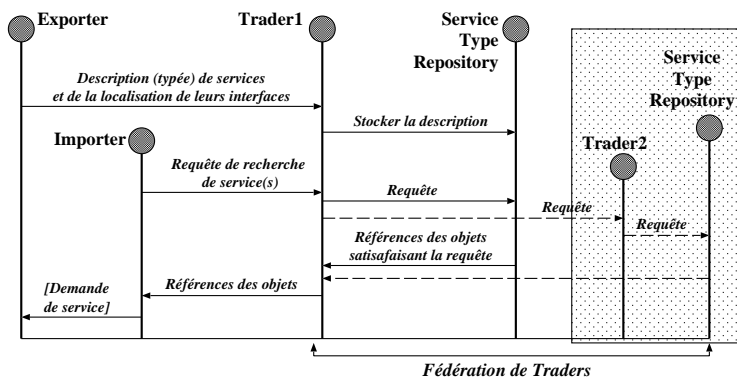 Exporter
Trader1
Service
Type
Repository
Service
Type
Repository
Description (typée) de services
et de la localisation de leurs interfaces
Stocker la description
Importer
Trader2
Requête de recherche
de service(s)
Requête
Requête
Requête
Références des objets
satisafaisant la requête
[Demande
de service]
Références des objets
Fédération de Traders